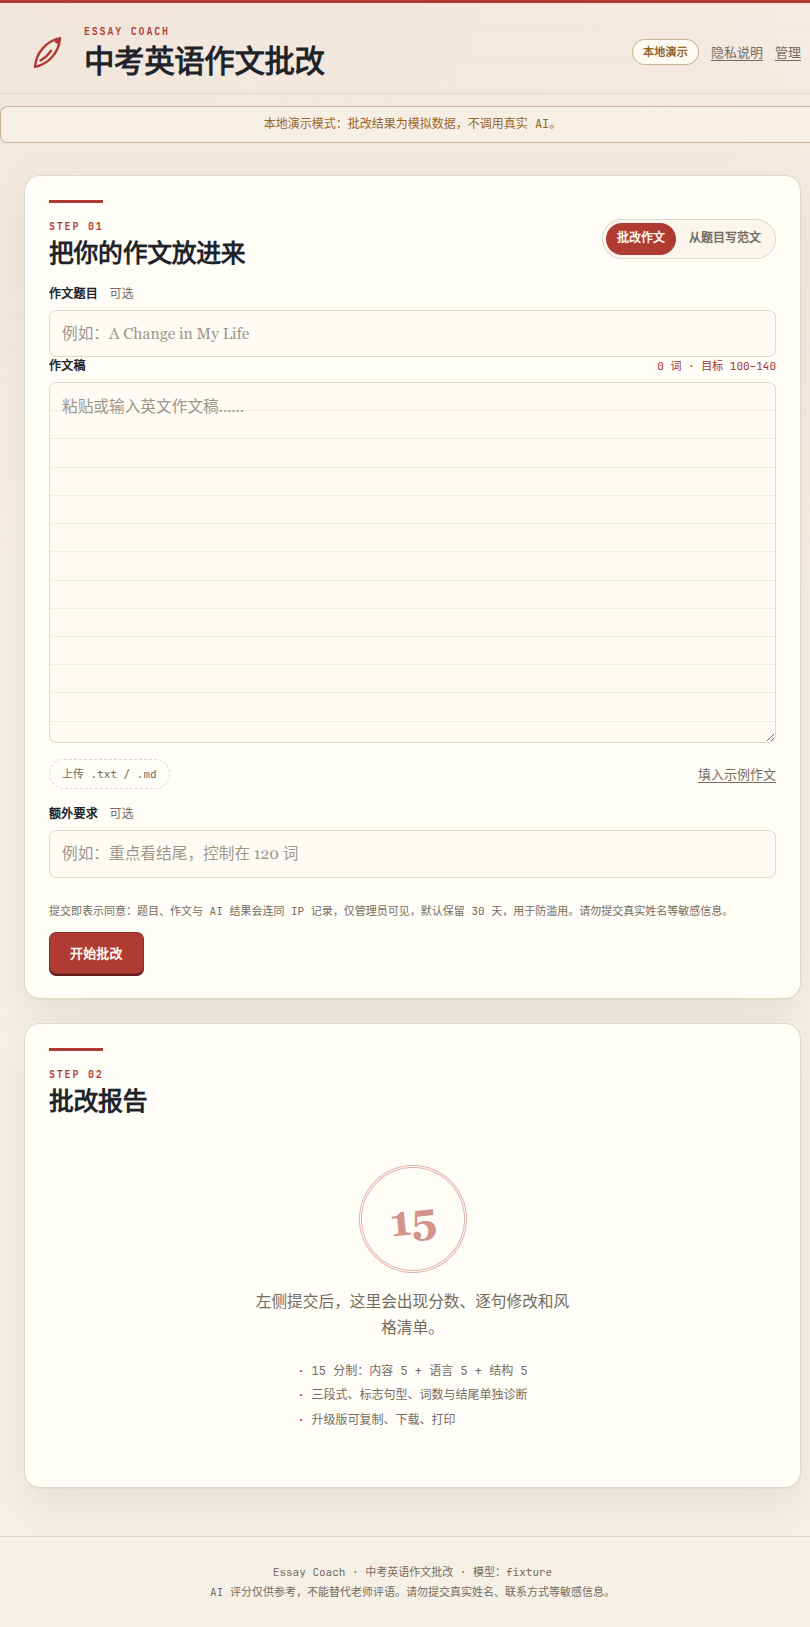 ESSAY COACH
中考英语作文批改
本地演示
隐私说明
管理
本地演示模式：批改结果为模拟数据，不调用真实 AI。
STEP 01
把你的作文放进来
批改作文
从题目写范文
作文题目 可选
例如：A Change in My Life
作文稿
0 词 · 目标 100–140
粘贴或输入英文作文稿……
上传 .txt / .md
填入示例作文
额外要求 可选
例如：重点看结尾，控制在 120 词
提交即表示同意：题目、作文与 AI 结果会连同 IP 记录，仅管理员可见，默认保留 30 天，用于防滥用。请勿提交真实姓名等敏感信息。
开始批改
STEP 02
批改报告
15
左侧提交后，这里会出现分数、逐句修改和风
格清单。
· 15 分制：内容 5 + 语言 5 + 结构 5
· 三段式、标志句型、词数与结尾单独诊断
· 升级版可复制、下载、打印
Essay Coach · 中考英语作文批改 · 模型：fixture
AI 评分仅供参考，不能替代老师评语。请勿提交真实姓名、联系方式等敏感信息。